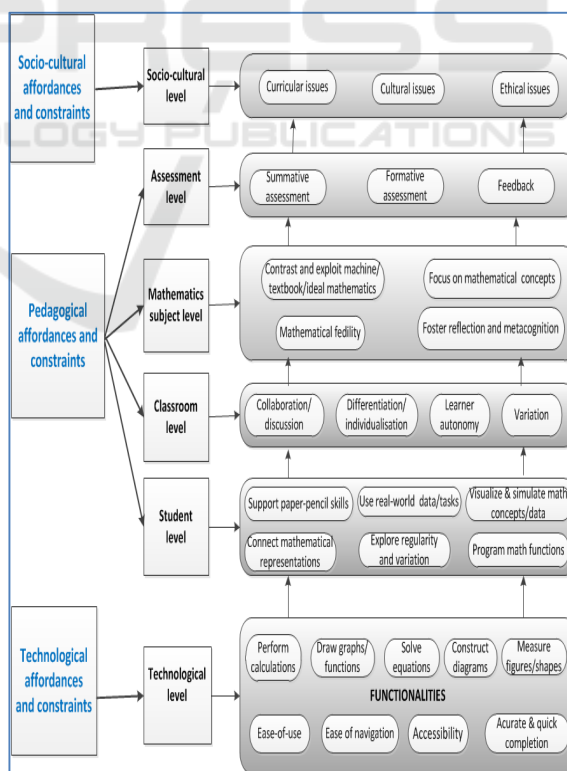 PRESS
OLOGY PUBLICATIONS
Socio-cultural
affordances
and constraints
Socio-cultural
level
Curricular issues
Cultural issues
Ethical issues
Assessment
level
Summative
assessment
Formative
assessment
Feedback
Pedagogical
affordances and
constraints
Mathematics
subject level
Contrast and exploit machine/
textbook/ideal mathematics
Focus on mathematical concepts
Mathematical fedility
Foster reflection and metacognition
Classroom
level
Collaboration/
discussion
Differentiation/
individualisation
Learner
autonomy
Variation
Student
level
Support paper-pencil skills
Use real-world data/tasks
Visualize & simulate math
concepts/data
Connect mathematical
representations
Explore regularity
and variation
Program math functions
Technological
affordances
and constraints
Technological
level
Perform
calculations
Draw graphs/
functions
Solve
equations
Construct
diagrams
Measure
figures/shapes
FUNCTIONALITIES
Ease-of-use
Ease of navigation
Accessibility
Acurate & quick
completion